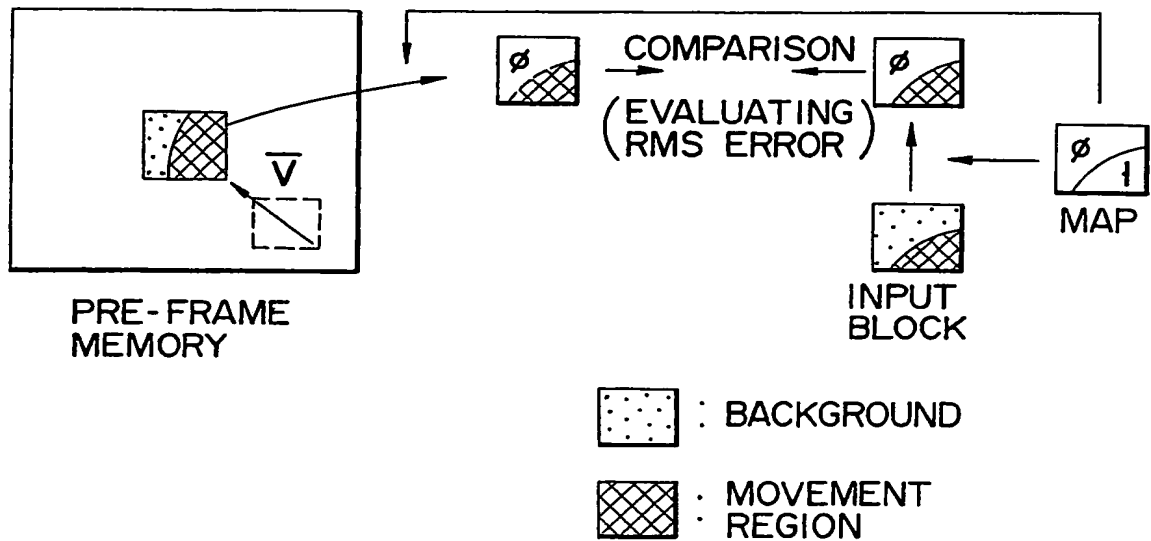 φ
COMPARISON
φ
(EVALUATING
RMS ERROR)
φ
1
MAP
V̅
INPUT
BLOCK
PRE-FRAME
MEMORY
: BACKGROUND
: MOVEMENT
REGION